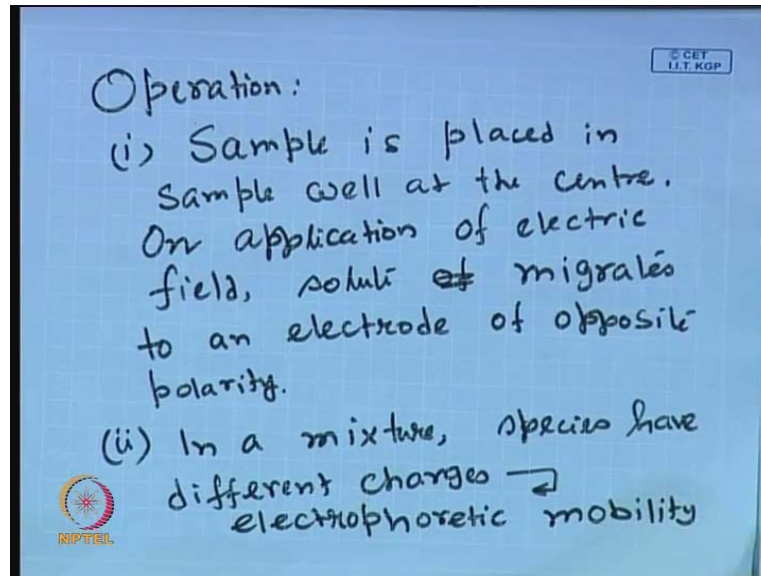 © CET
I.I.T. KGP
Operation:
(i) Sample is placed in
sample well at the centre.
On application of electric
field, solute migrates
to an electrode of opposite
polarity.
(ii) In a mixture, species have
different charges →
electrophoretic mobility
NPTEL